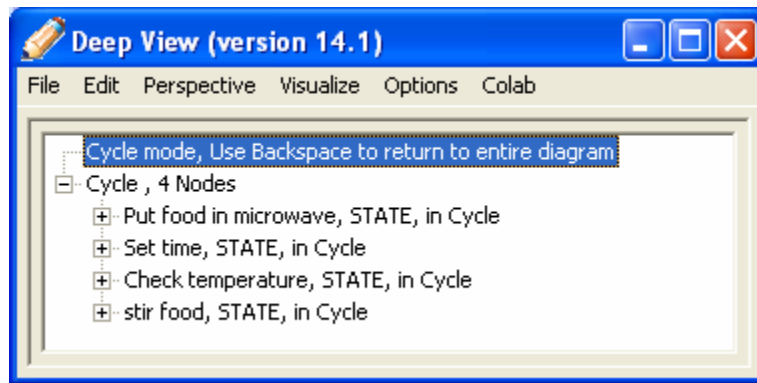 Deep View (version 14.1)
File Edit Perspective Visualize Options Colab
Cycle mode, Use Backspace to return to entire diagram
Cycle , 4 Nodes
Put food in microwave, STATE, in Cycle
Set time, STATE, in Cycle
Check temperature, STATE, in Cycle
stir food, STATE, in Cycle